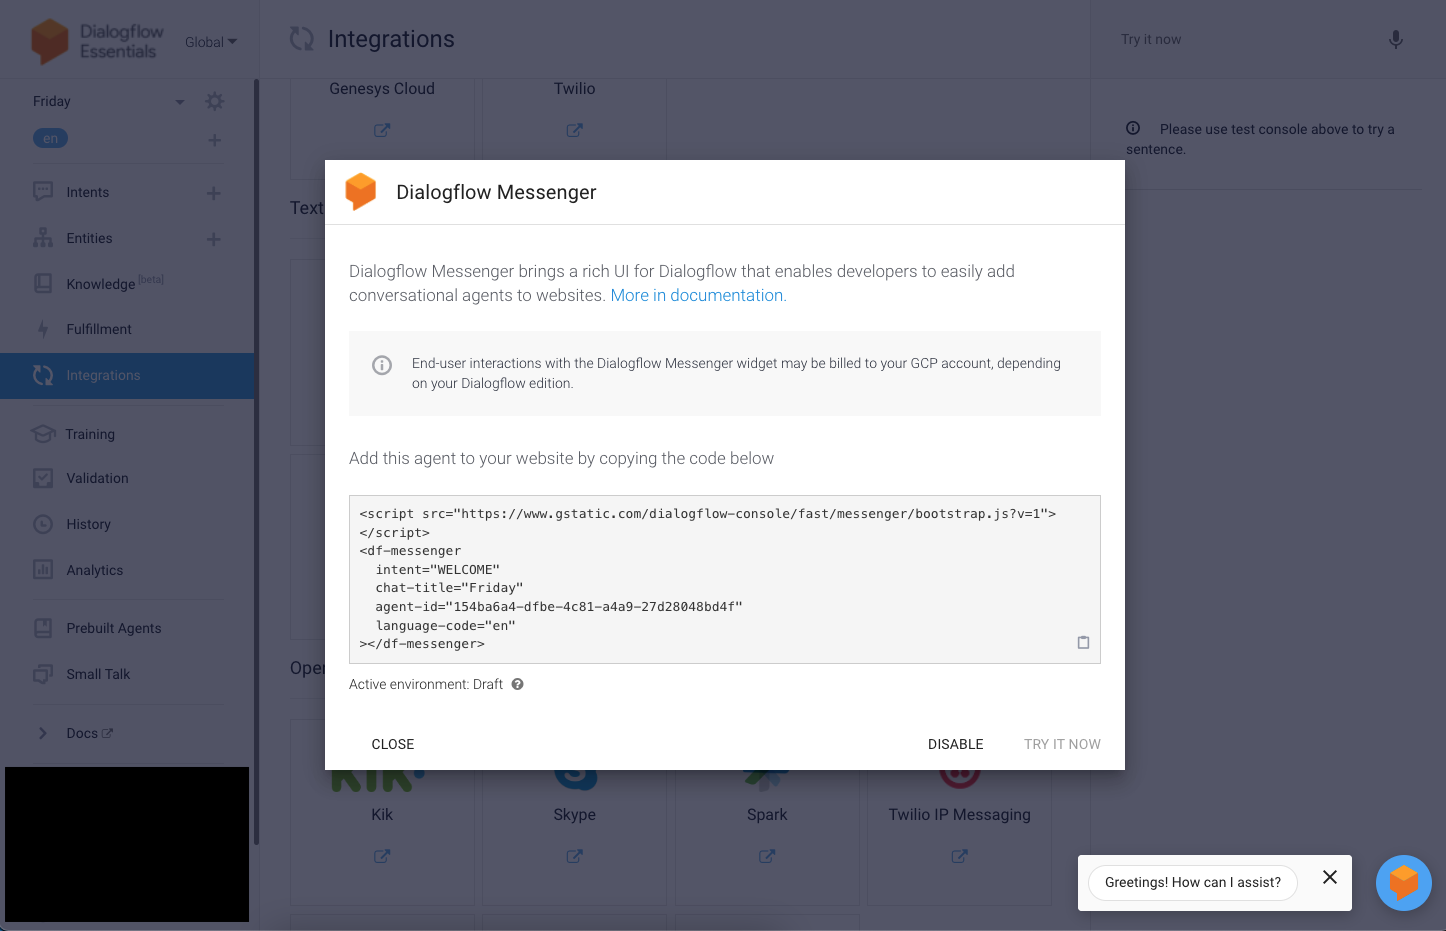 Dialogflow
Essentials
Global
Integrations
Try it now
Friday
en
Intents
Entities
Knowledge [beta]
Fulfillment
Integrations
Training
Validation
History
Analytics
Prebuilt Agents
Small Talk
Docs
Genesys Cloud
Twilio
Please use test console above to try a
sentence.
Text
Dialogflow Messenger
Dialogflow Messenger brings a rich UI for Dialogflow that enables developers to easily add
conversational agents to websites. More in documentation.
End-user interactions with the Dialogflow Messenger widget may be billed to your GCP account, depending
on your Dialogflow edition.
Add this agent to your website by copying the code below
<script src="https://www.gstatic.com/dialogflow-console/fast/messenger/bootstrap.js?v=1">
</script>
<df-messenger
  intent="WELCOME"
  chat-title="Friday"
  agent-id="154ba6a4-dfbe-4c81-a4a9-27d28048bd4f"
  language-code="en"
></df-messenger>
Active environment: Draft
CLOSE
DISABLE
TRY IT NOW
Kik
Skype
Spark
Twilio IP Messaging
Greetings! How can I assist?